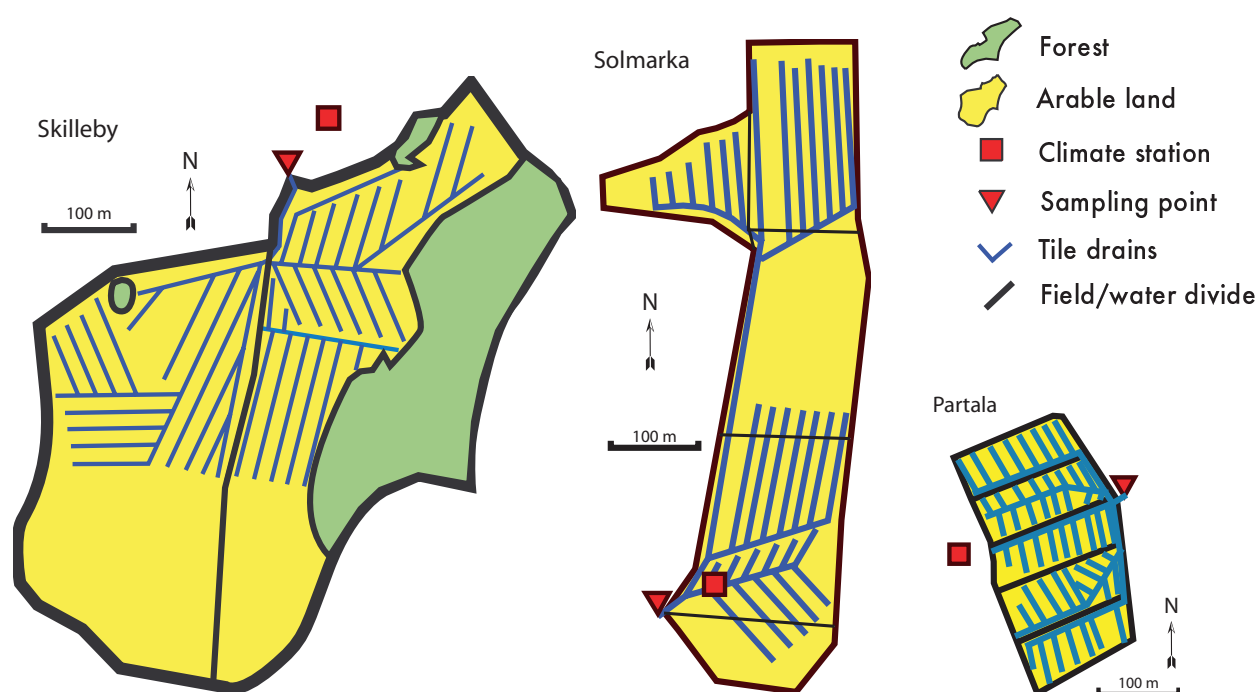 Skilleby
N
100 m
Solmarka
N
100 m
Forest
Arable land
Climate station
Sampling point
Tile drains
Field/water divide
Partala
N
100 m